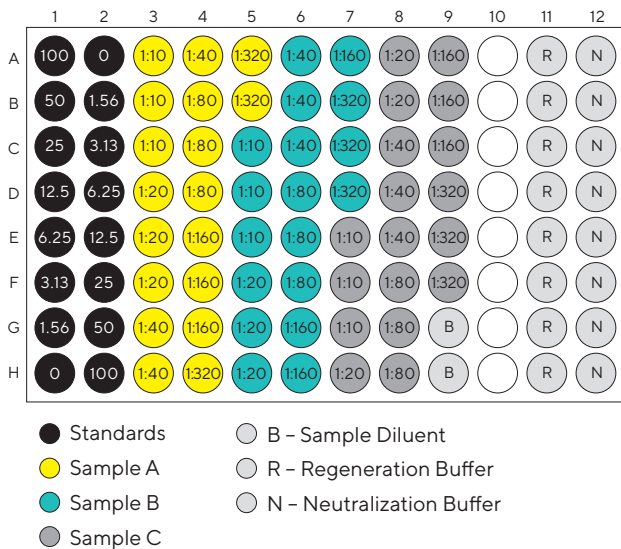 1 2 3 4 5 6 7 8 9 10 11 12
A 100 0 1:10 1:40 1:320 1:40 1:160 1:20 1:160 R N
B 50 1.56 1:10 1:80 1:320 1:40 1:320 1:20 1:160 R N
C 25 3.13 1:10 1:80 1:10 1:40 1:320 1:40 1:160 R N
D 12.5 6.25 1:20 1:80 1:10 1:80 1:320 1:40 1:320 R N
E 6.25 12.5 1:20 1:160 1:10 1:80 1:10 1:40 1:320 R N
F 3.13 25 1:20 1:160 1:20 1:80 1:10 1:80 1:320 R N
G 1.56 50 1:40 1:160 1:20 1:160 1:10 1:80 B R N
H 0 100 1:40 1:320 1:20 1:160 1:20 1:80 B R N
Standards
Sample A
Sample B
Sample C
B – Sample Diluent
R – Regeneration Buffer
N – Neutralization Buffer